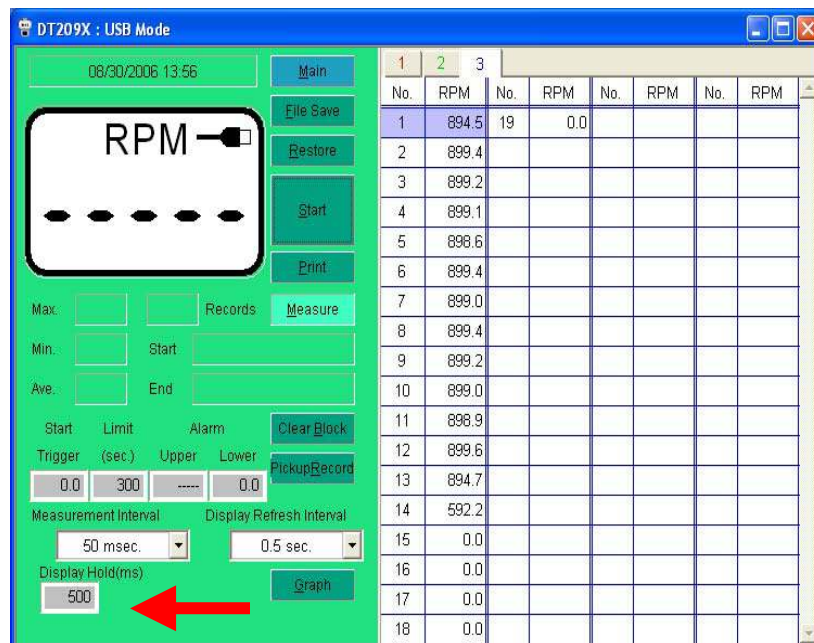 DT209X : USB Mode
08/30/2006 13:56
Main
File Save
RPM
Restore
- - - - -
Start
Print
Max. Records Measure
Min. Start
Ave. End
Start Limit Alarm Clear Block
Trigger (sec.) Upper Lower PickupRecord
0.0 300 ----- 0.0
Measurement Interval Display Refresh Interval
50 msec. 0.5 sec.
Display Hold(ms)
500
Graph
1 2 3
No. RPM No. RPM No. RPM No. RPM
1 894.5 19 0.0
2 899.4
3 899.2
4 899.1
5 898.6
6 899.4
7 899.0
8 899.4
9 899.2
10 899.0
11 898.9
12 899.6
13 894.7
14 592.2
15 0.0
16 0.0
17 0.0
18 0.0